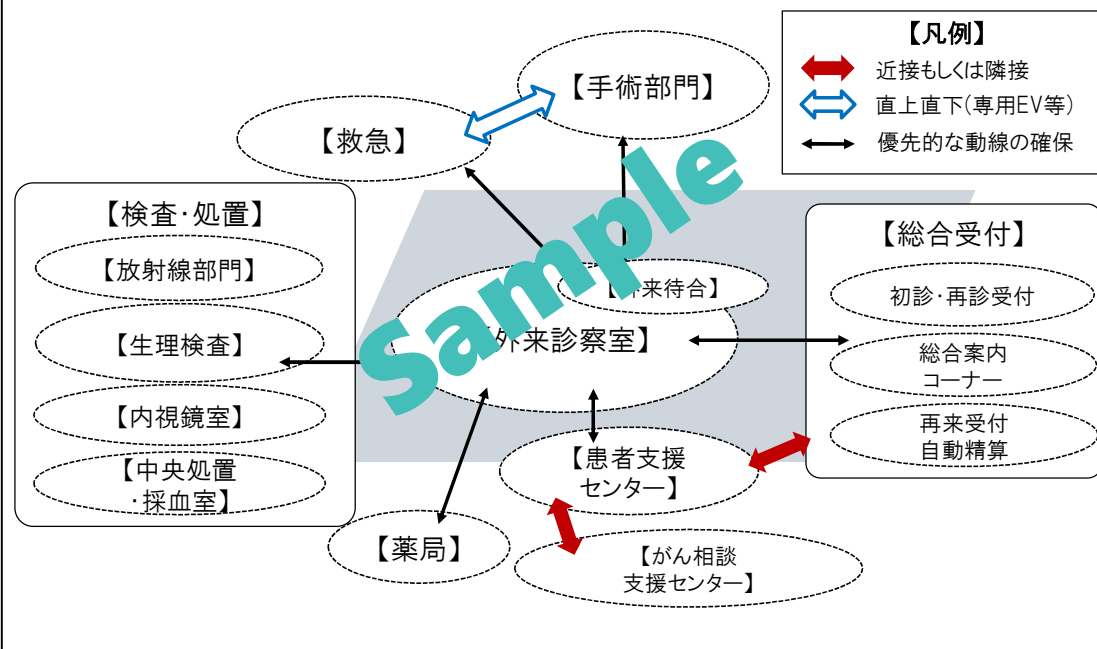 【凡例】
近接もしくは隣接
直上直下(専用EV等)
優先的な動線の確保
【手術部門】
【救急】
【検査・処置】
【放射線部門】
【生理検査】
【内視鏡室】
【中央処置
・採血室】
【総合受付】
初診・再診受付
総合案内
コーナー
再来受付
自動精算
来待合】
外来診察室】
【患者支援
センター】
【薬局】
【がん相談
支援センター】
Sample